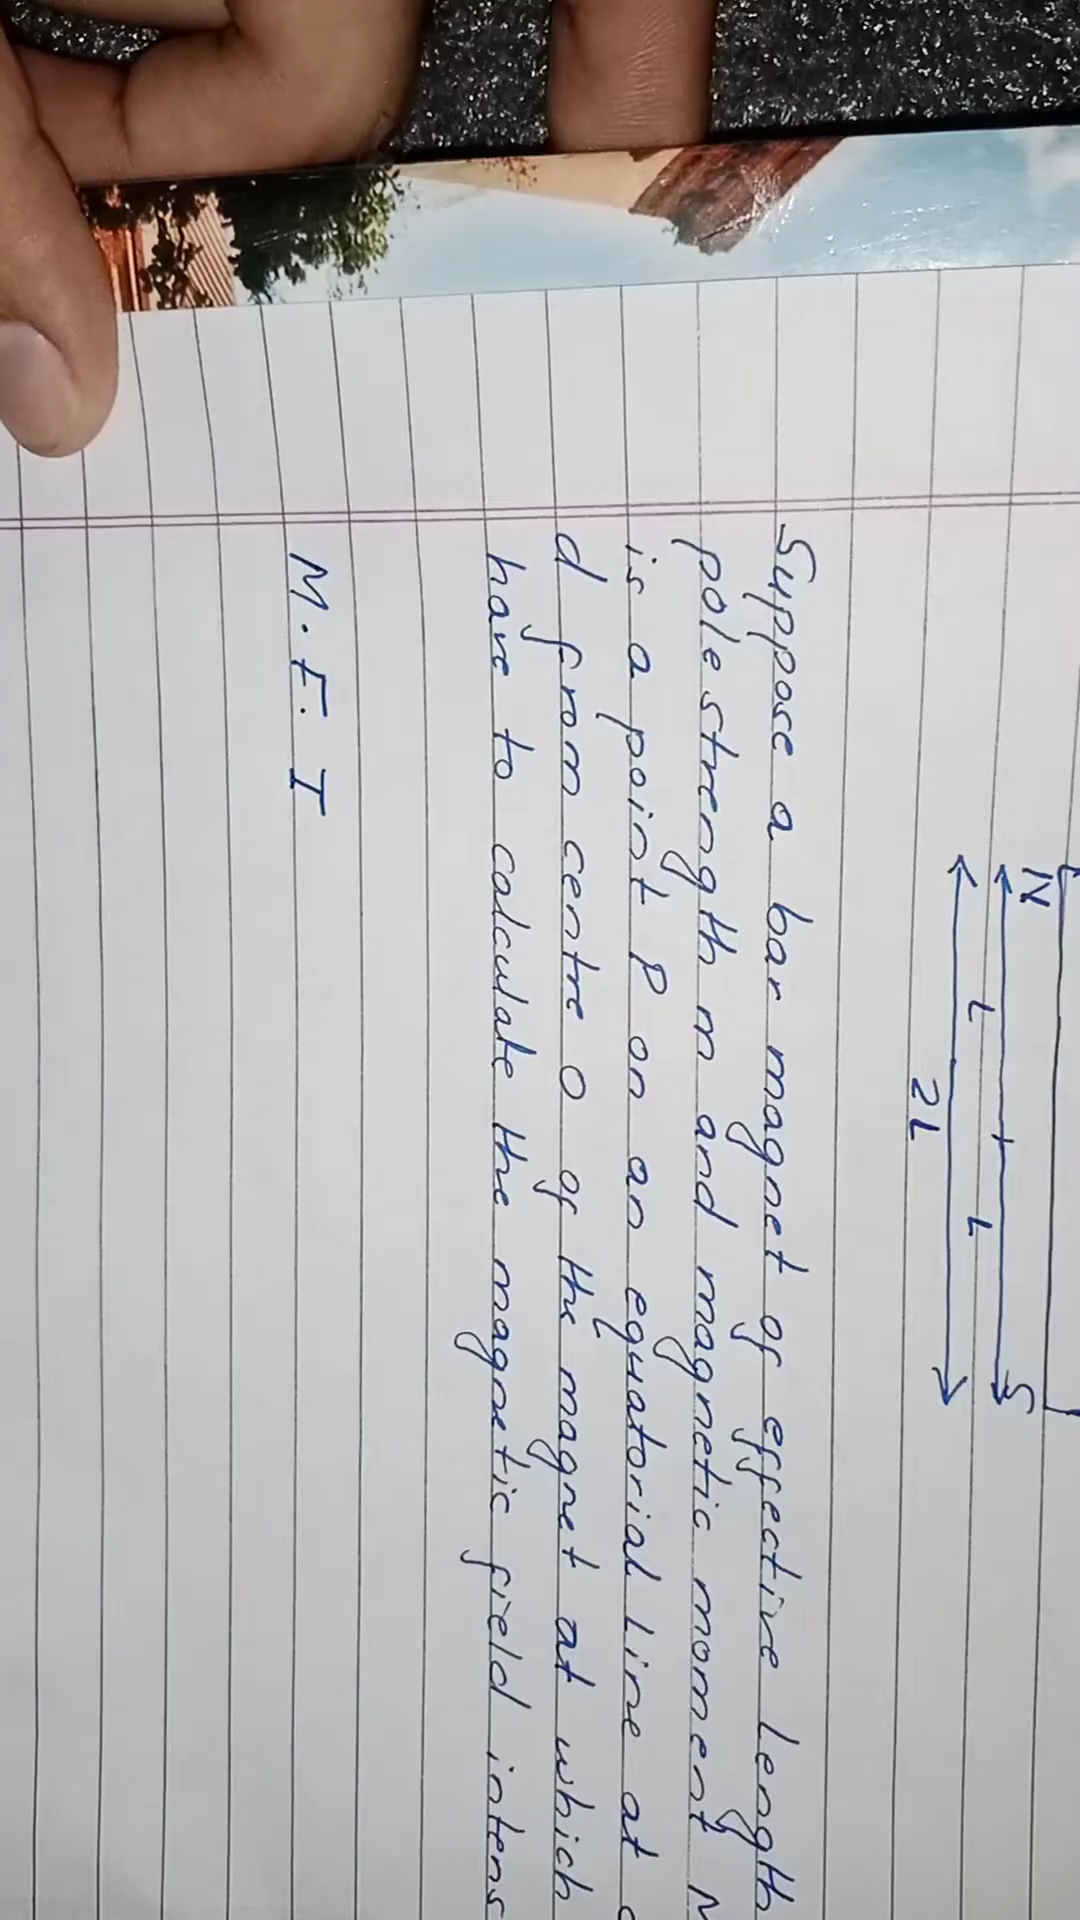 N S
L L
2L
Suppose a bar magnet of effective Length
pole strength m and magnetic moment
is a point P on an equatorial Line at
d from centre O of the magnet at which
have to calculate the magnetic field intens
M.F.I